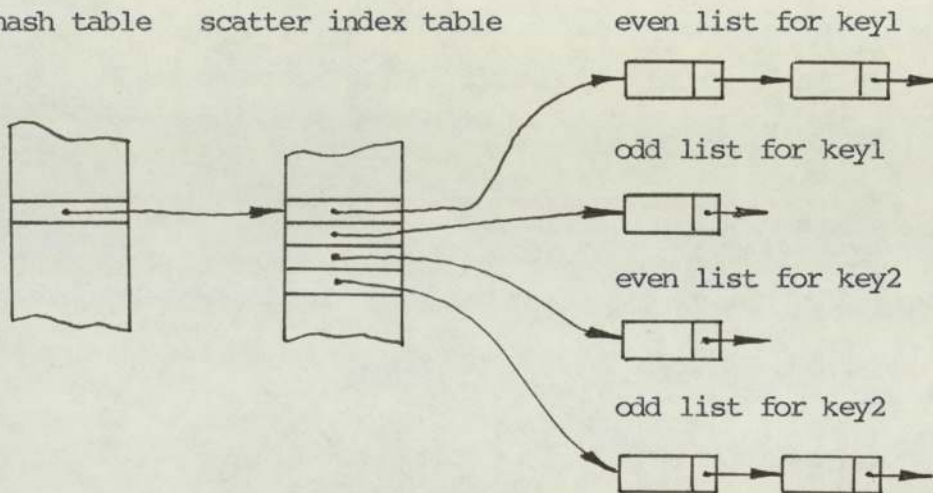 hash table scatter index table even list for key1
odd list for key1
even list for key2
odd list for key2